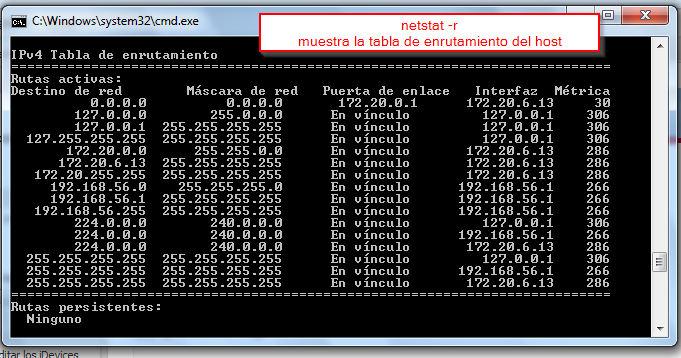 C:\Windows\system32\cmd.exe
netstat -r
muestra la tabla de enrutamiento del host
IPv4 Tabla de enrutamiento
===========================================================================
Rutas activas:
Destino de red Máscara de red Puerta de enlace Interfaz Métrica
0.0.0.0 0.0.0.0 172.20.0.1 172.20.6.13 30
127.0.0.0 255.0.0.0 En vínculo 127.0.0.1 306
127.0.0.1 255.255.255.255 En vínculo 127.0.0.1 306
127.255.255.255 255.255.255.255 En vínculo 127.0.0.1 306
172.20.0.0 255.255.0.0 En vínculo 172.20.6.13 286
172.20.6.13 255.255.255.255 En vínculo 172.20.6.13 286
172.20.255.255 255.255.255.255 En vínculo 172.20.6.13 286
192.168.56.0 255.255.255.0 En vínculo 192.168.56.1 266
192.168.56.1 255.255.255.255 En vínculo 192.168.56.1 266
192.168.56.255 255.255.255.255 En vínculo 192.168.56.1 266
224.0.0.0 240.0.0.0 En vínculo 127.0.0.1 306
224.0.0.0 240.0.0.0 En vínculo 192.168.56.1 266
224.0.0.0 240.0.0.0 En vínculo 172.20.6.13 286
255.255.255.255 255.255.255.255 En vínculo 127.0.0.1 306
255.255.255.255 255.255.255.255 En vínculo 192.168.56.1 266
255.255.255.255 255.255.255.255 En vínculo 172.20.6.13 286
===========================================================================
Rutas persistentes:
Ninguno
ditar los iDevices